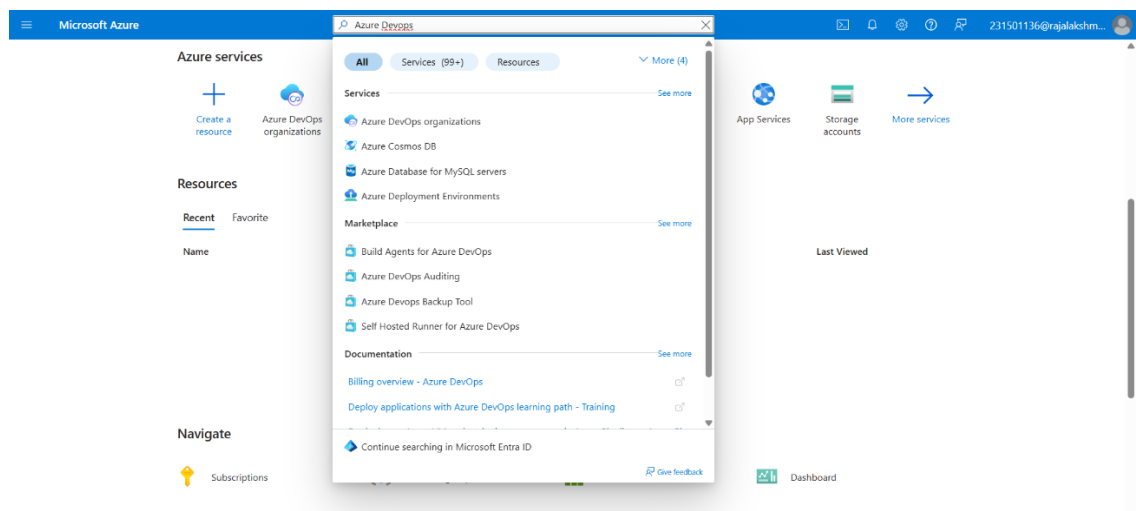 Microsoft Azure
Azure Devops
231501136@rajalakshm...
Azure services
Create a
resource
Azure DevOps
organizations
All
Services (99+)
Resources
More (4)
Services
See more
Azure DevOps organizations
Azure Cosmos DB
Azure Database for MySQL servers
Azure Deployment Environments
Marketplace
See more
Build Agents for Azure DevOps
Azure DevOps Auditing
Azure Devops Backup Tool
Self Hosted Runner for Azure DevOps
Documentation
See more
Billing overview - Azure DevOps
Deploy applications with Azure DevOps learning path - Training
Continue searching in Microsoft Entra ID
Give feedback
App Services
Storage
accounts
More services
Resources
Recent
Favorite
Name
Last Viewed
Navigate
Subscriptions
Dashboard